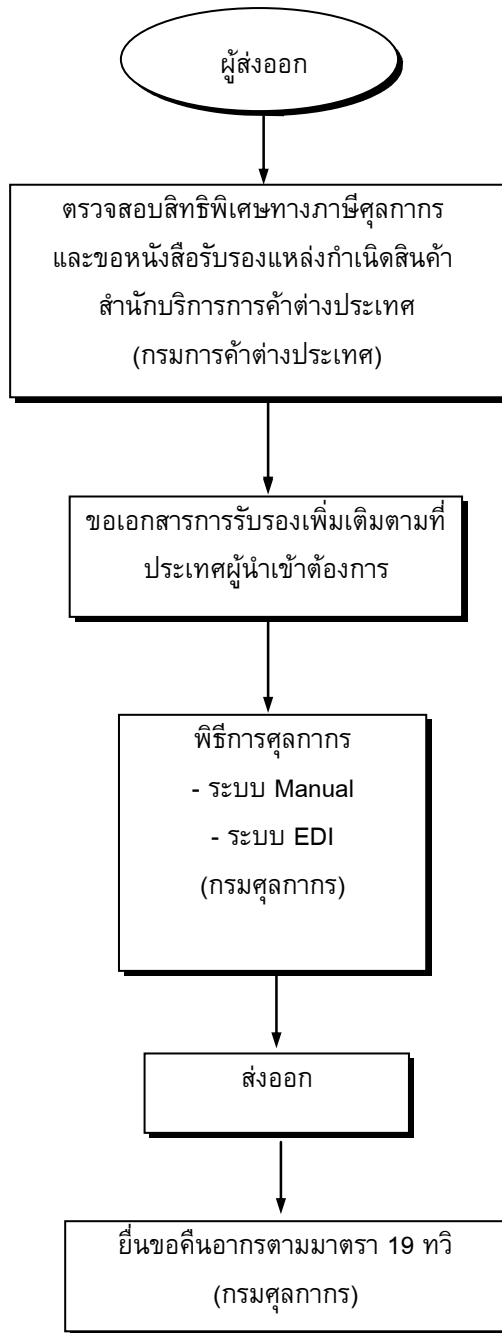 ผู้ส่งออก
ตรวจสอบสิทธิพิเศษทางภาษีศุลกากร
และขอหนังสือรับรองแหล่งกำเนิดสินค้า
สำนักบริการการค้าต่างประเทศ
(กรมการค้าต่างประเทศ)
ขอเอกสารการรับรองเพิ่มเติมตามที่
ประเทศผู้นำเข้าต้องการ
พิธีการศุลกากร
- ระบบ Manual
- ระบบ EDI
(กรมศุลกากร)
ส่งออก
ยื่นขอคืนอากรตามมาตรา 19 ทวิ
(กรมศุลกากร)